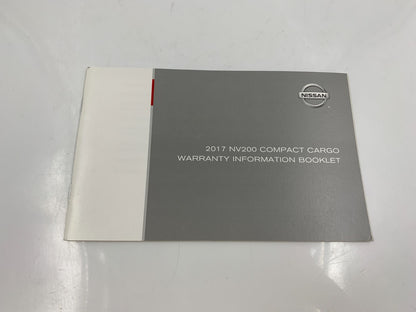 NISSAN
2017 NV200 COMPACT CARGO
WARRANTY INFORMATION BOOKLET